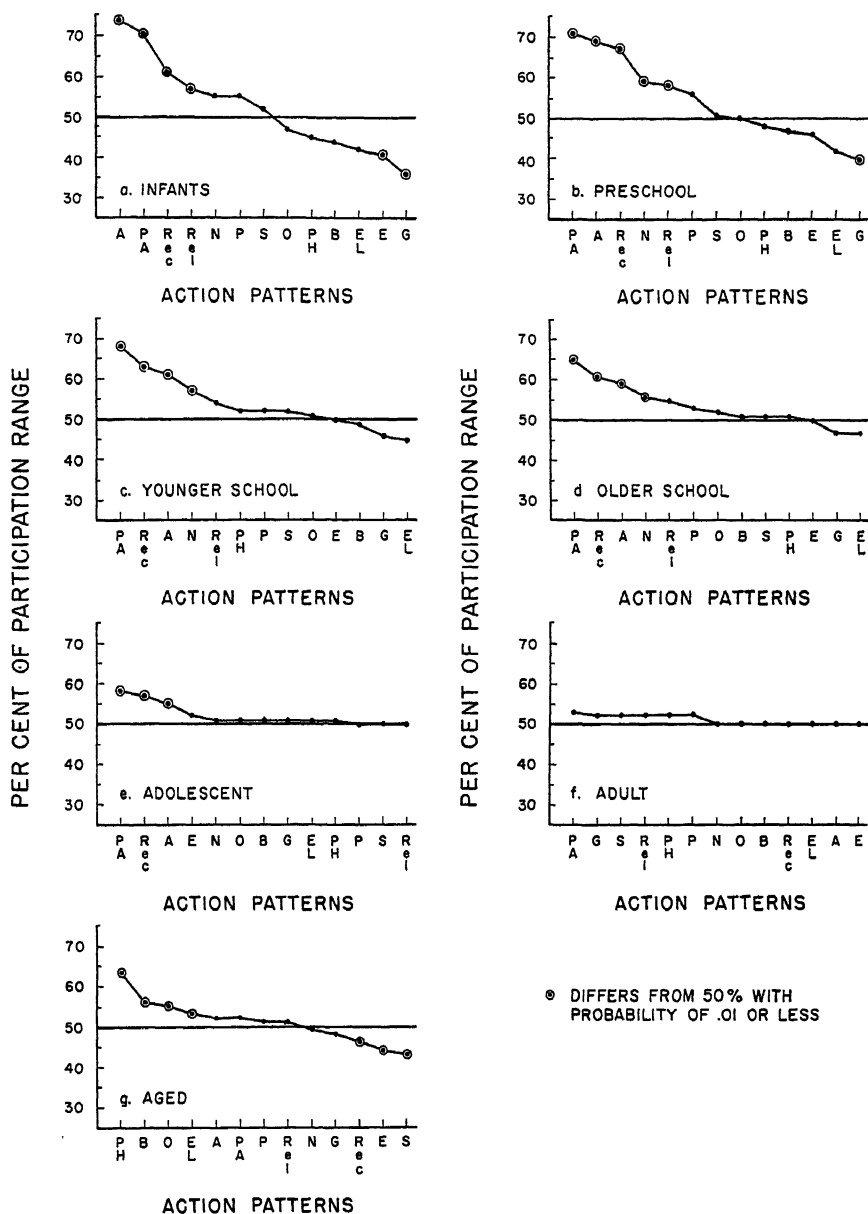 PER CENT OF PARTICIPATION RANGE
70
60
50
40
30
a. INFANTS
A PA Rec Rel N P S O PH B EL E G
ACTION PATTERNS
70
60
50
40
30
b. PRESCHOOL
PA A Rec N Rel P S O PH B E EL G
ACTION PATTERNS
70
60
50
40
30
c. YOUNGER SCHOOL
PA Rec A N Rel PH P S O E B G EL
ACTION PATTERNS
PER CENT OF PARTICIPATION RANGE
70
60
50
40
30
d OLDER SCHOOL
PA Rec A N Rel P O B S PH E G EL
ACTION PATTERNS
70
60
50
40
30
e. ADOLESCENT
PA Rec A E N O B G EL PH P S Rel
ACTION PATTERNS
70
60
50
40
30
f. ADULT
PA G S Rel PH P N O B Rec EL A E
ACTION PATTERNS
70
60
50
40
30
g. AGED
PH B O EL A PA P Rel N G Rec E S
ACTION PATTERNS
DIFFERS FROM 50% WITH
PROBABILITY OF .01 OR LESS